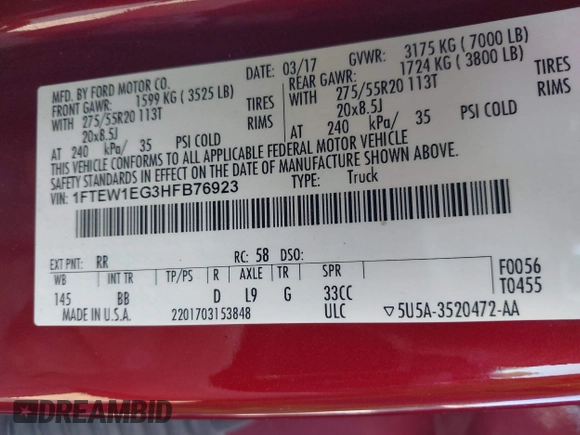 MFD. BY FORD MOTOR CO.
DATE: 03/17
GVWR: 3175 KG ( 7000 LB)
FRONT GAWR: 1599 KG ( 3525 LB)
REAR GAWR: 1724 KG ( 3800 LB)
WITH 275/55R20 113T TIRES
WITH 275/55R20 113T TIRES
20x8.5J RIMS
20x8.5J RIMS
AT 240 kPa/ 35 PSI COLD
AT 240 kPa/ 35 PSI COLD
THIS VEHICLE CONFORMS TO ALL APPLICABLE FEDERAL MOTOR VEHICLE
SAFETY STANDARDS IN EFFECT ON THE DATE OF MANUFACTURE SHOWN ABOVE.
VIN: 1FTEW1EG3HFB76923
TYPE: Truck
EXT PNT: RR RC: 58 DSO:
WB INT TR TP/PS R AXLE TR SPR
F0056
145 BB D L9 G 33CC
T0455
MADE IN U.S.A. 2201703153848 ULC ▽5U5A-3520472-AA
DREAMBID